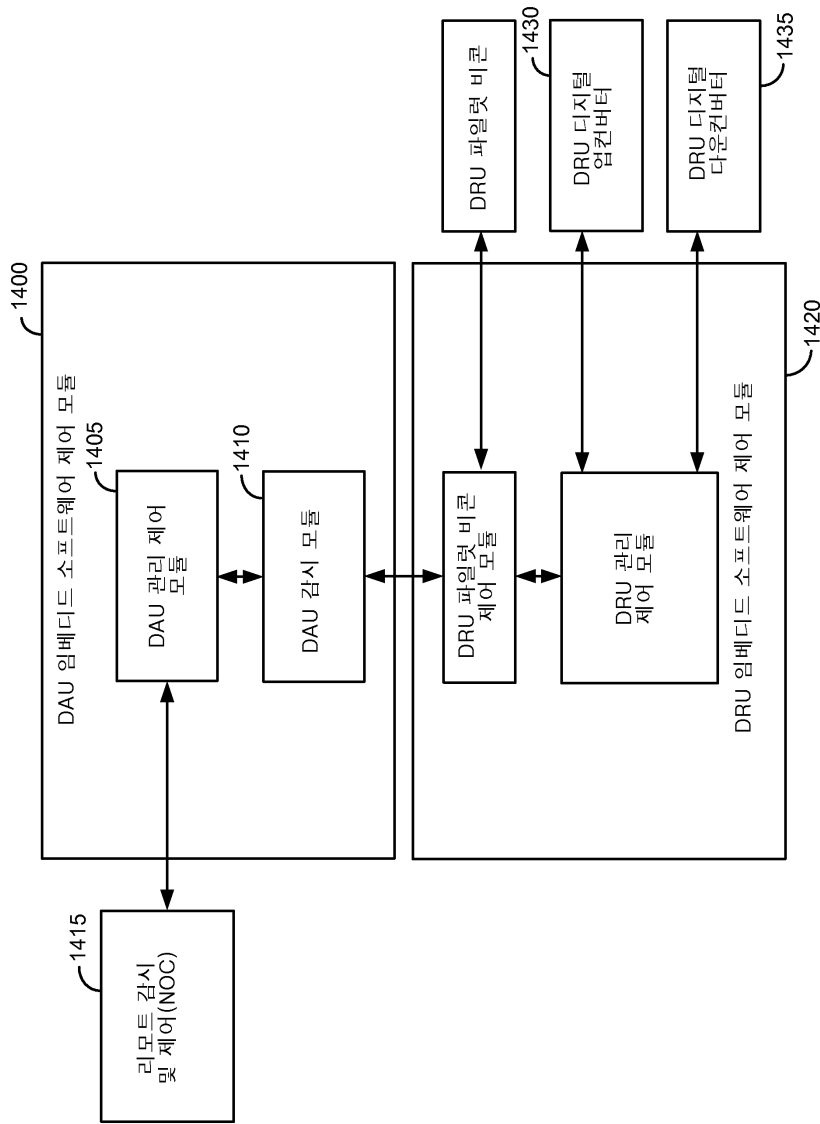 1400
DAU 임베디드 소프트웨어 제어 모듈
1405
DAU 관리 제어
모듈
1410
DAU 감시 모듈
1415
리모트 감시
및 제어(NOC)
DRU 파일럿 비콘
제어 모듈
DRU 관리
제어 모듈
DRU 임베디드 소프트웨어 제어 모듈
1420
DRU 파일럿 비콘
1430
DRU 디지털
업컨버터
1435
DRU 디지털
다운컨버터